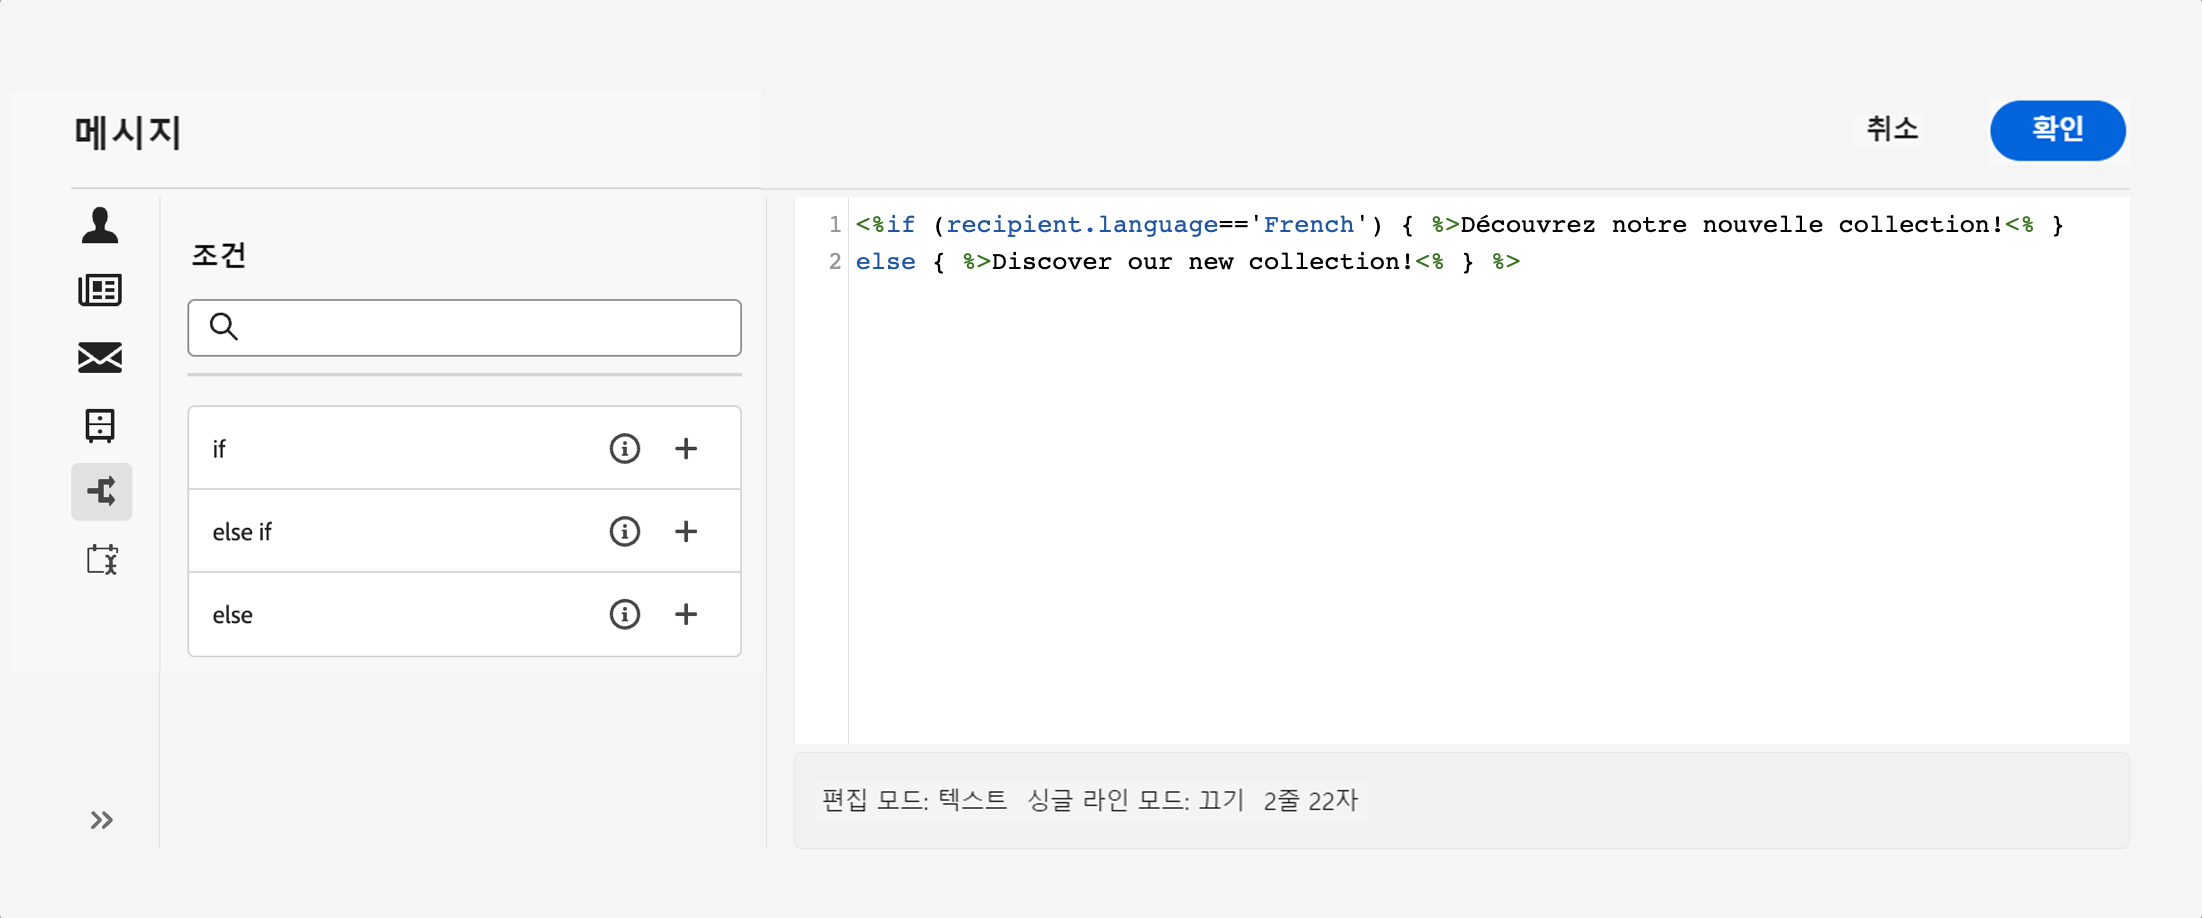 메시지
취소
확인
조건
if
else if
else
1 <%if (recipient.language=='French') { %>Découvrez notre nouvelle collection!<% }
2 else { %>Discover our new collection!<% } %>
편집 모드: 텍스트 싱글 라인 모드: 끄기 2줄 22자